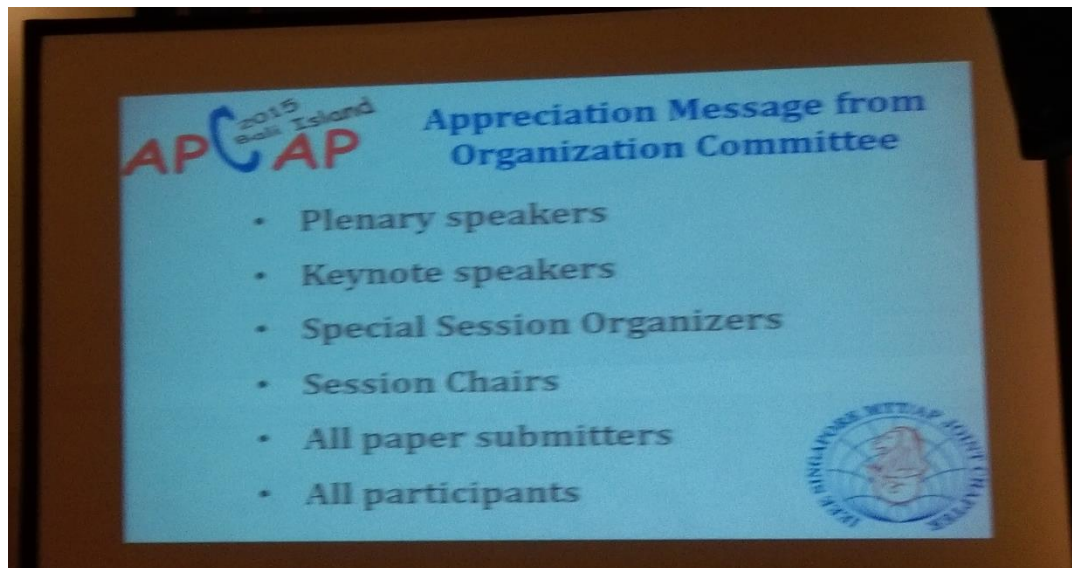 2015
Bali Island
APCAP
Appreciation Message from
Organization Committee
• Plenary speakers
• Keynote speakers
• Special Session Organizers
• Session Chairs
• All paper submitters
• All participants
IEEE SINGAPORE MTT/AP JOINT CHAPTER